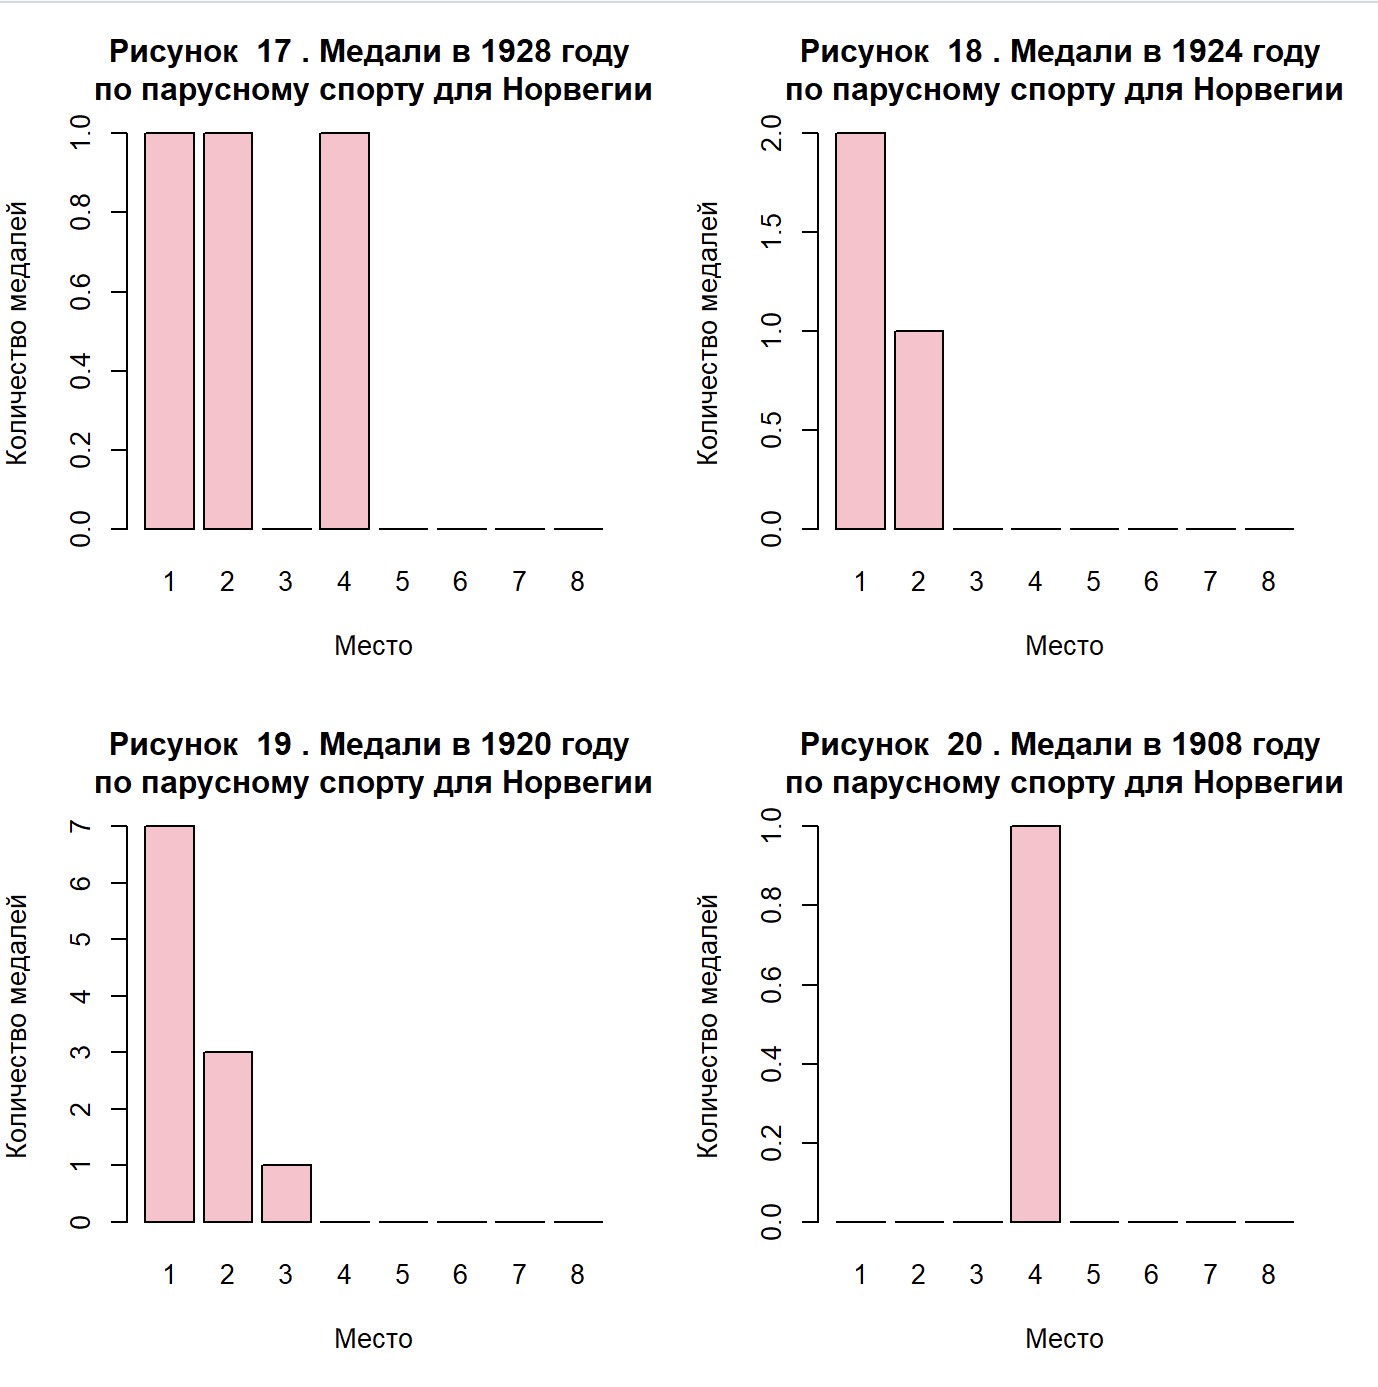 Рисунок  17 . Медали в 1928 году
по парусному спорту для Норвегии
Количество медалей
1.0
0.8
0.6
0.4
0.2
0.0
1 2 3 4 5 6 7 8
Место
Рисунок  18 . Медали в 1924 году
по парусному спорту для Норвегии
Количество медалей
2.0
1.5
1.0
0.5
0.0
1 2 3 4 5 6 7 8
Место
Рисунок  19 . Медали в 1920 году
по парусному спорту для Норвегии
Количество медалей
7
6
5
4
3
2
1
0
1 2 3 4 5 6 7 8
Место
Рисунок  20 . Медали в 1908 году
по парусному спорту для Норвегии
Количество медалей
1.0
0.8
0.6
0.4
0.2
0.0
1 2 3 4 5 6 7 8
Место